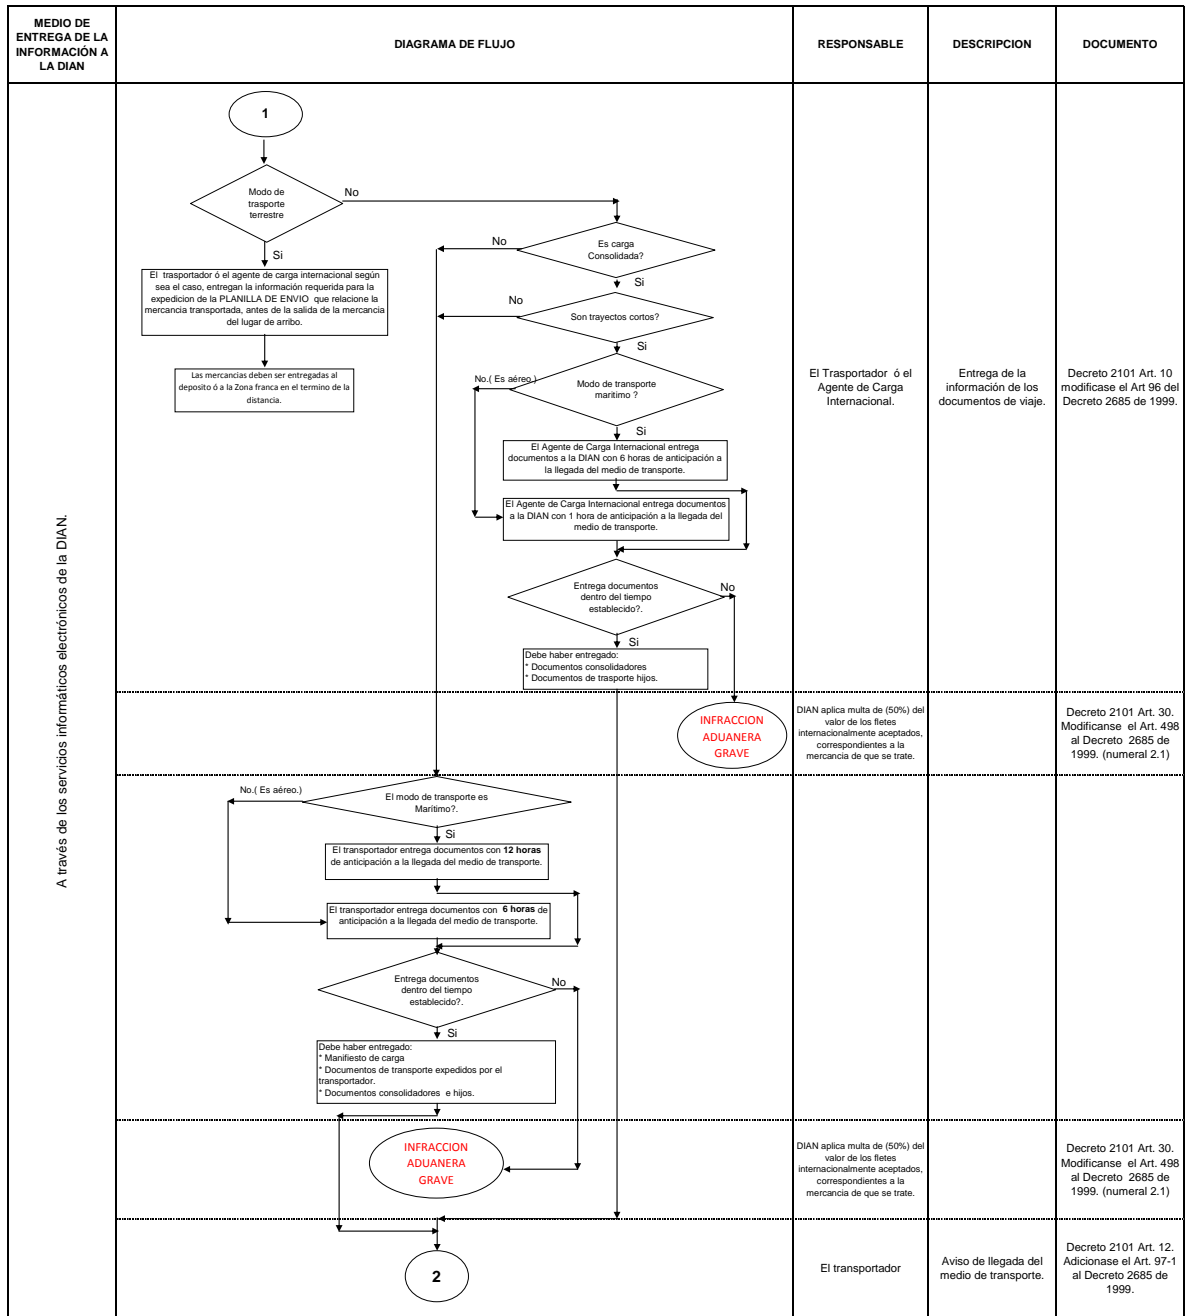 MEDIO DE
ENTREGA DE LA
INFORMACIÓN A
LA DIAN
DIAGRAMA DE FLUJO
RESPONSABLE
DESCRIPCION
DOCUMENTO
A través de los servicios informáticos electrónicos de la DIAN.
1
Modo de
trasporte
terrestre
No
Si
El trasportador ó el agente de carga internacional según
sea el caso, entregan la información requerida para la
expedicion de la PLANILLA DE ENVIO que relacione la
mercancia transportada, antes de la salida de la mercancia
del lugar de arribo.
Las mercancias deben ser entregadas al
deposito ó a la Zona franca en el termino de la
distancia.
Es carga
Consolidada?
No
Si
Son trayectos cortos?
No
Si
Modo de transporte
maritimo ?
No.( Es aéreo.)
Si
El Agente de Carga Internacional entrega
documentos a la DIAN con 6 horas de anticipación a
la llegada del medio de transporte.
El Agente de Carga Internacional entrega documentos
a la DIAN con 1 hora de anticipación a la llegada del
medio de transporte.
Entrega documentos
dentro del tiempo
establecido?.
No
Si
Debe haber entregado:
* Documentos consolidadores
* Documentos de trasporte hijos.
El Trasportador ó el
Agente de Carga
Internacional.
Entrega de la
información de los
documentos de viaje.
Decreto 2101 Art. 10
modificase el Art 96 del
Decreto 2685 de 1999.
INFRACCION
ADUANERA
GRAVE
DIAN aplica multa de (50%) del
valor de los fletes
internacionalmente aceptados,
correspondientes a la
mercancia de que se trate.
Decreto 2101 Art. 30.
Modificanse el Art. 498
al Decreto 2685 de
1999. (numeral 2.1)
El modo de transporte es
Marítimo?.
No.( Es aéreo.)
Si
El transportador entrega documentos con 12 horas
de anticipación a la llegada del medio de transporte.
El transportador entrega documentos con 6 horas de
anticipación a la llegada del medio de transporte.
Entrega documentos
dentro del tiempo
establecido?.
No
Si
Debe haber entregado:
* Manifiesto de carga
* Documentos de transporte expedidos por el
transportador.
* Documentos consolidadores e hijos.
INFRACCION
ADUANERA
GRAVE
DIAN aplica multa de (50%) del
valor de los fletes
internacionalmente aceptados,
correspondientes a la
mercancia de que se trate.
Decreto 2101 Art. 30.
Modificanse el Art. 498
al Decreto 2685 de
1999. (numeral 2.1)
2
El transportador
Aviso de llegada del
medio de transporte.
Decreto 2101 Art. 12.
Adicionase el Art. 97-1
al Decreto 2685 de
1999.